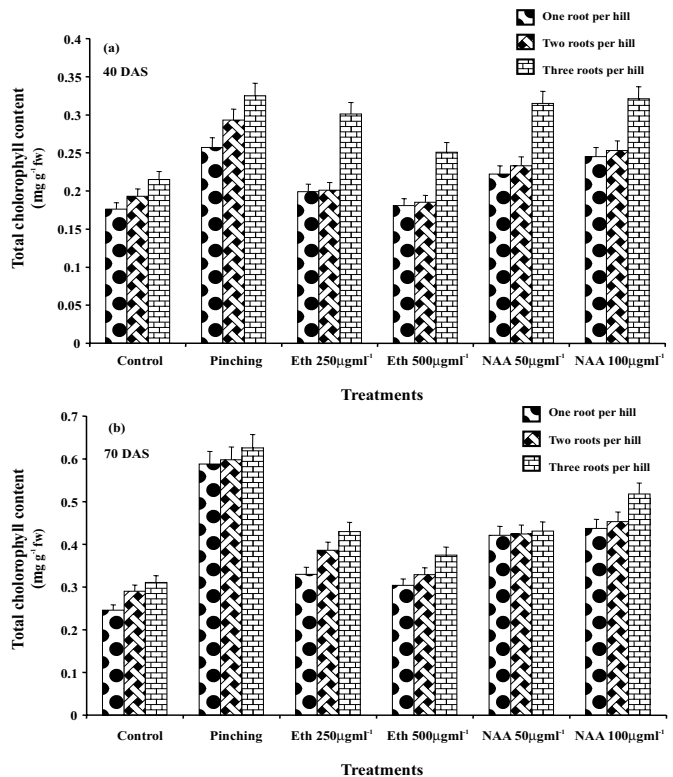 (a)
40 DAS
One root per hill
Two roots per hill
Three roots per hill
Total cholorophyll content
(mg g⁻¹fw)
0.4
0.35
0.3
0.25
0.2
0.15
0.1
0.05
0
Control Pinching Eth 250µgml⁻¹ Eth 500µgml⁻¹ NAA 50µgml⁻¹ NAA 100µgml⁻¹
Treatments
(b)
70 DAS
One root per hill
Two roots per hill
Three roots per hill
Total cholorophyll content
(mg g⁻¹fw)
0.7
0.6
0.5
0.4
0.3
0.2
0.1
0
Control Pinching Eth 250µgml⁻¹ Eth 500µgml⁻¹ NAA 50µgml⁻¹ NAA 100µgml⁻¹
Treatments